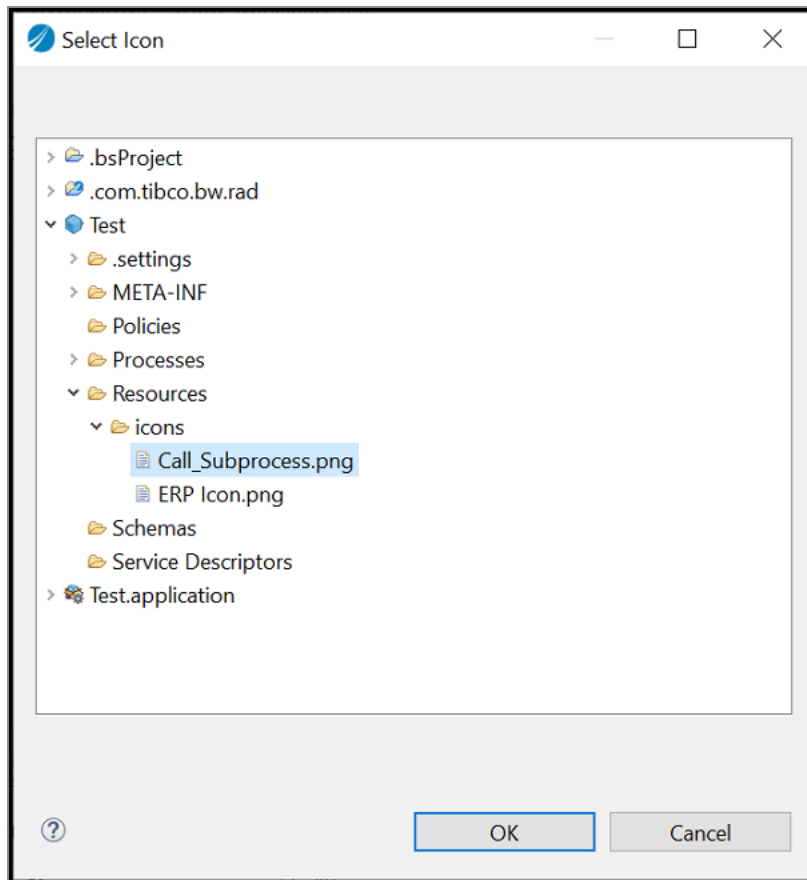 Select Icon
.bsProject
.com.tibco.bw.rad
Test
.settings
META-INF
Policies
Processes
Resources
icons
Call_Subprocess.png
ERP Icon.png
Schemas
Service Descriptors
Test.application
?
OK Cancel